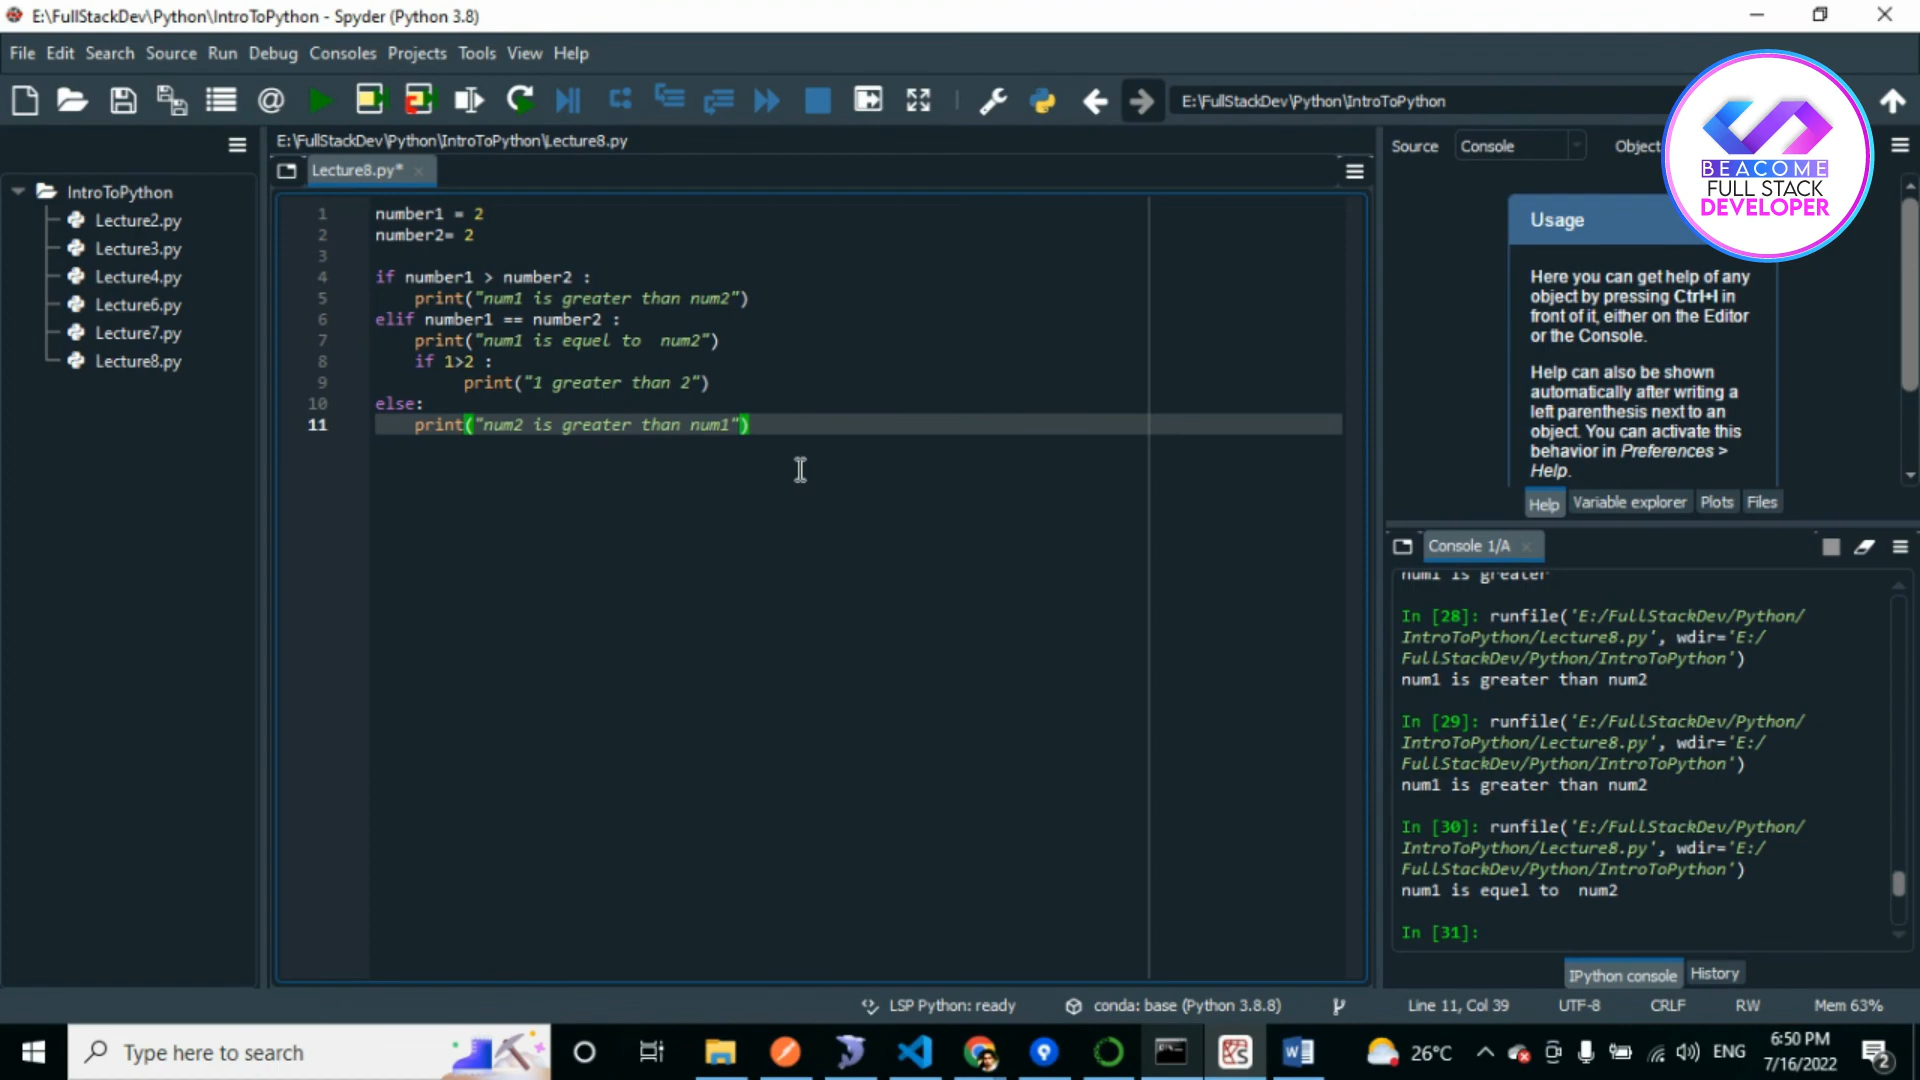 E:\FullStackDev\Python\IntroToPython - Spyder (Python 3.8)
File Edit Search Source Run Debug Consoles Projects Tools View Help
E:\FullStackDev\Python\IntroToPython
BEACOME
FULL STACK
DEVELOPER
IntroToPython
Lecture2.py
Lecture3.py
Lecture4.py
Lecture6.py
Lecture7.py
Lecture8.py
E:\FullStackDev\Python\IntroToPython\Lecture8.py
Lecture8.py*
1 number1 = 2
2 number2= 2
3
4 if number1 > number2 :
5 print("num1 is greater than num2")
6 elif number1 == number2 :
7 print("num1 is equel to  num2")
8 if 1>2 :
9 print("1 greater than 2")
10 else:
11 print("num2 is greater than num1")
Source Console Object
Usage
Here you can get help of any
object by pressing Ctrl+I in
front of it, either on the Editor
or the Console.
Help can also be shown
automatically after writing a
left parenthesis next to an
object. You can activate this
behavior in Preferences >
Help.
Help Variable explorer Plots Files
Console 1/A
num1 is greater
In [28]: runfile('E:/FullStackDev/Python/
IntroToPython/Lecture8.py', wdir='E:/
FullStackDev/Python/IntroToPython')
num1 is greater than num2
In [29]: runfile('E:/FullStackDev/Python/
IntroToPython/Lecture8.py', wdir='E:/
FullStackDev/Python/IntroToPython')
num1 is greater than num2
In [30]: runfile('E:/FullStackDev/Python/
IntroToPython/Lecture8.py', wdir='E:/
FullStackDev/Python/IntroToPython')
num1 is equel to  num2
In [31]:
IPython console History
LSP Python: ready conda: base (Python 3.8.8) Line 11, Col 39 UTF-8 CRLF RW Mem 63%
Type here to search
26°C ENG
6:50 PM
7/16/2022
2